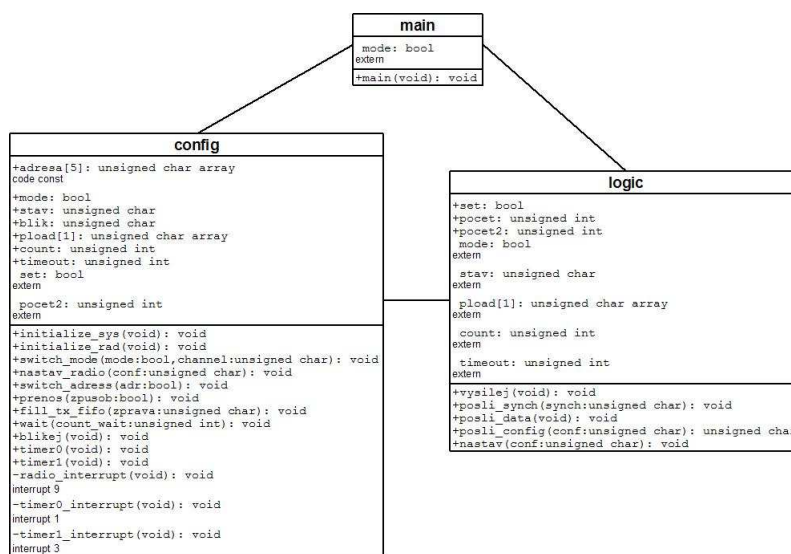 main
mode: bool
extern
+main(void): void
config
+adresa[5]: unsigned char array
code const
+mode: bool
+stav: unsigned char
+blik: unsigned char
+pload[1]: unsigned char array
+count: unsigned int
+timeout: unsigned int
set: bool
extern
pocet2: unsigned int
extern
+initialize_sys(void): void
+initialize_rad(void): void
+switch_mode(mode:bool,channel:unsigned char): void
+nastav_radio(conf:unsigned char): void
+switch_adress(adr:bool): void
+prenos(zpusob:bool): void
+fill_tx_fifo(zprava:unsigned char): void
+wait(count_wait:unsigned int): void
+blikej(void): void
+timer0(void): void
+timer1(void): void
-radio_interrupt(void): void
interrupt 9
-timer0_interrupt(void): void
interrupt 1
-timer1_interrupt(void): void
interrupt 3
logic
+set: bool
+pocet: unsigned int
+pocet2: unsigned int
mode: bool
extern
stav: unsigned char
extern
pload[1]: unsigned char array
extern
count: unsigned int
extern
timeout: unsigned int
extern
+vysilej(void): void
+posli_synch(synch:unsigned char): void
+posli_data(void): void
+posli_config(conf:unsigned char): unsigned cha
+nastav(conf:unsigned char): void